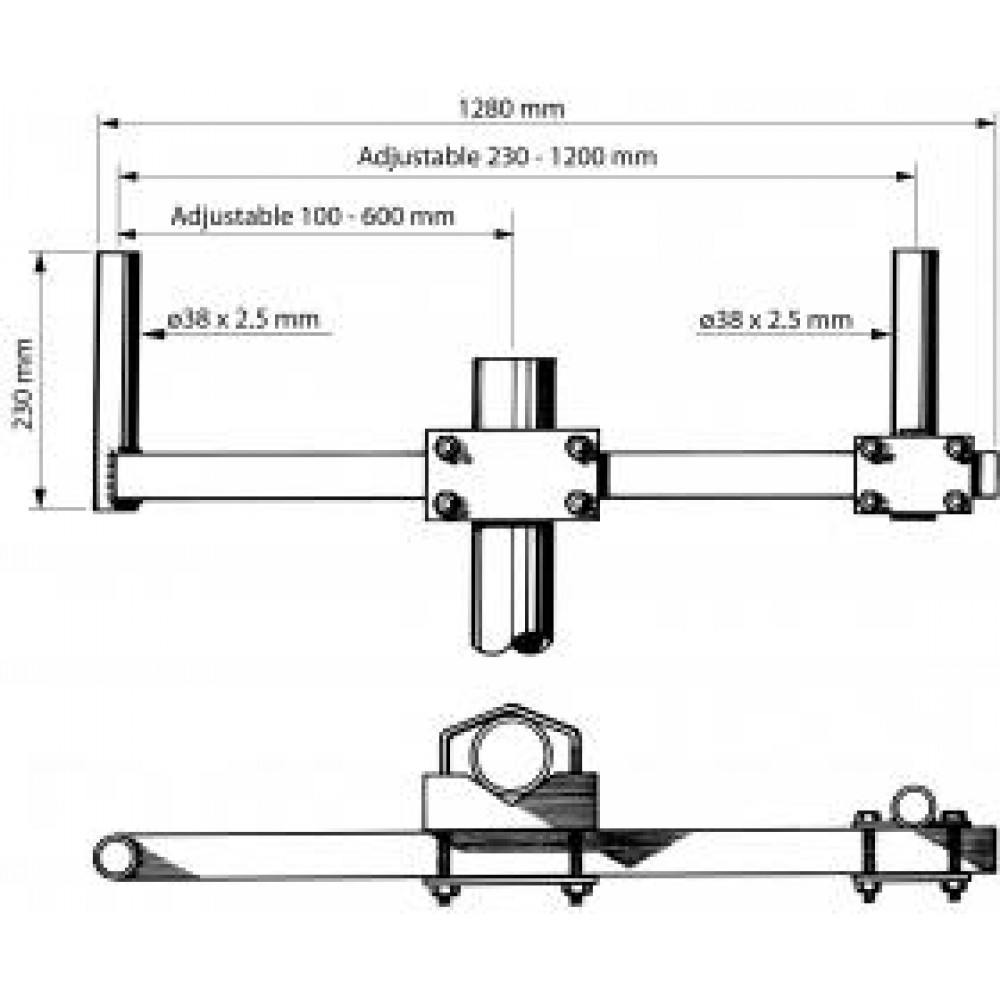 1280 mm
Adjustable 230 - 1200 mm
Adjustable 100 - 600 mm
ø38 x 2.5 mm
ø38 x 2.5 mm
230 mm